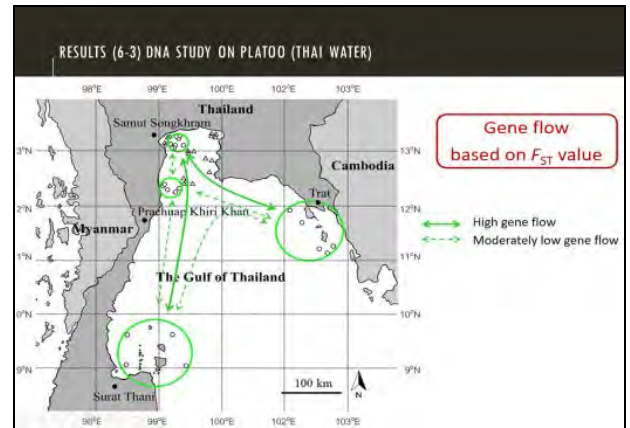 RESULTS (6-3) DNA STUDY ON PLATOO (THAI WATER)
98°E 99°E 100°E 101°E 102°E 103°E
Thailand
Samut Songkhram
3°N 13°N
Cambodia
Trat
2°N 12°N
Prachuap Khiri Khan
Myanmar
1°N 11°N
The Gulf of Thailand
0°N 10°N
9°N 9°N
100 km
N
Surat Thani
98°E 99°E 100°E 101°E 102°E 103°E
Gene flow
based on FST value
High gene flow
Moderately low gene flow